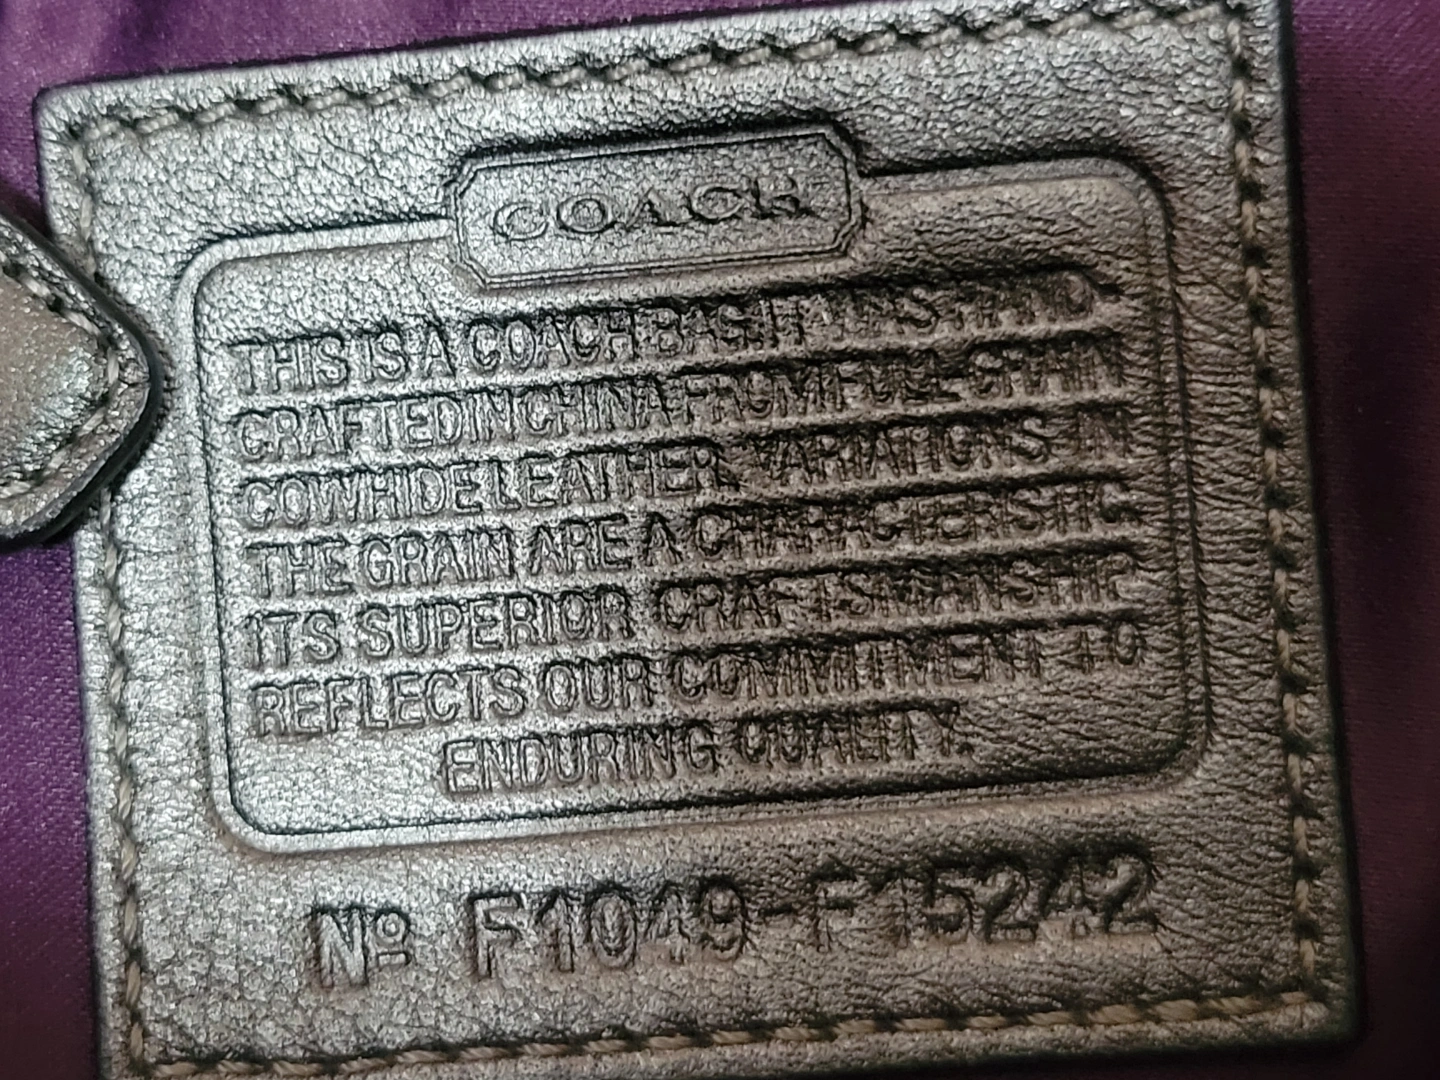 COACH
THIS IS A COACH BAG. IT WAS HAND-
CRAFTED IN CHINA FROM FULL GRAIN
COWHIDE LEATHER. VARIATIONS IN
THE GRAIN ARE A CHARACTERISTIC.
ITS SUPERIOR CRAFTSMANSHIP
REFLECTS OUR COMMITMENT TO
ENDURING QUALITY.
Nº F1049-F15242